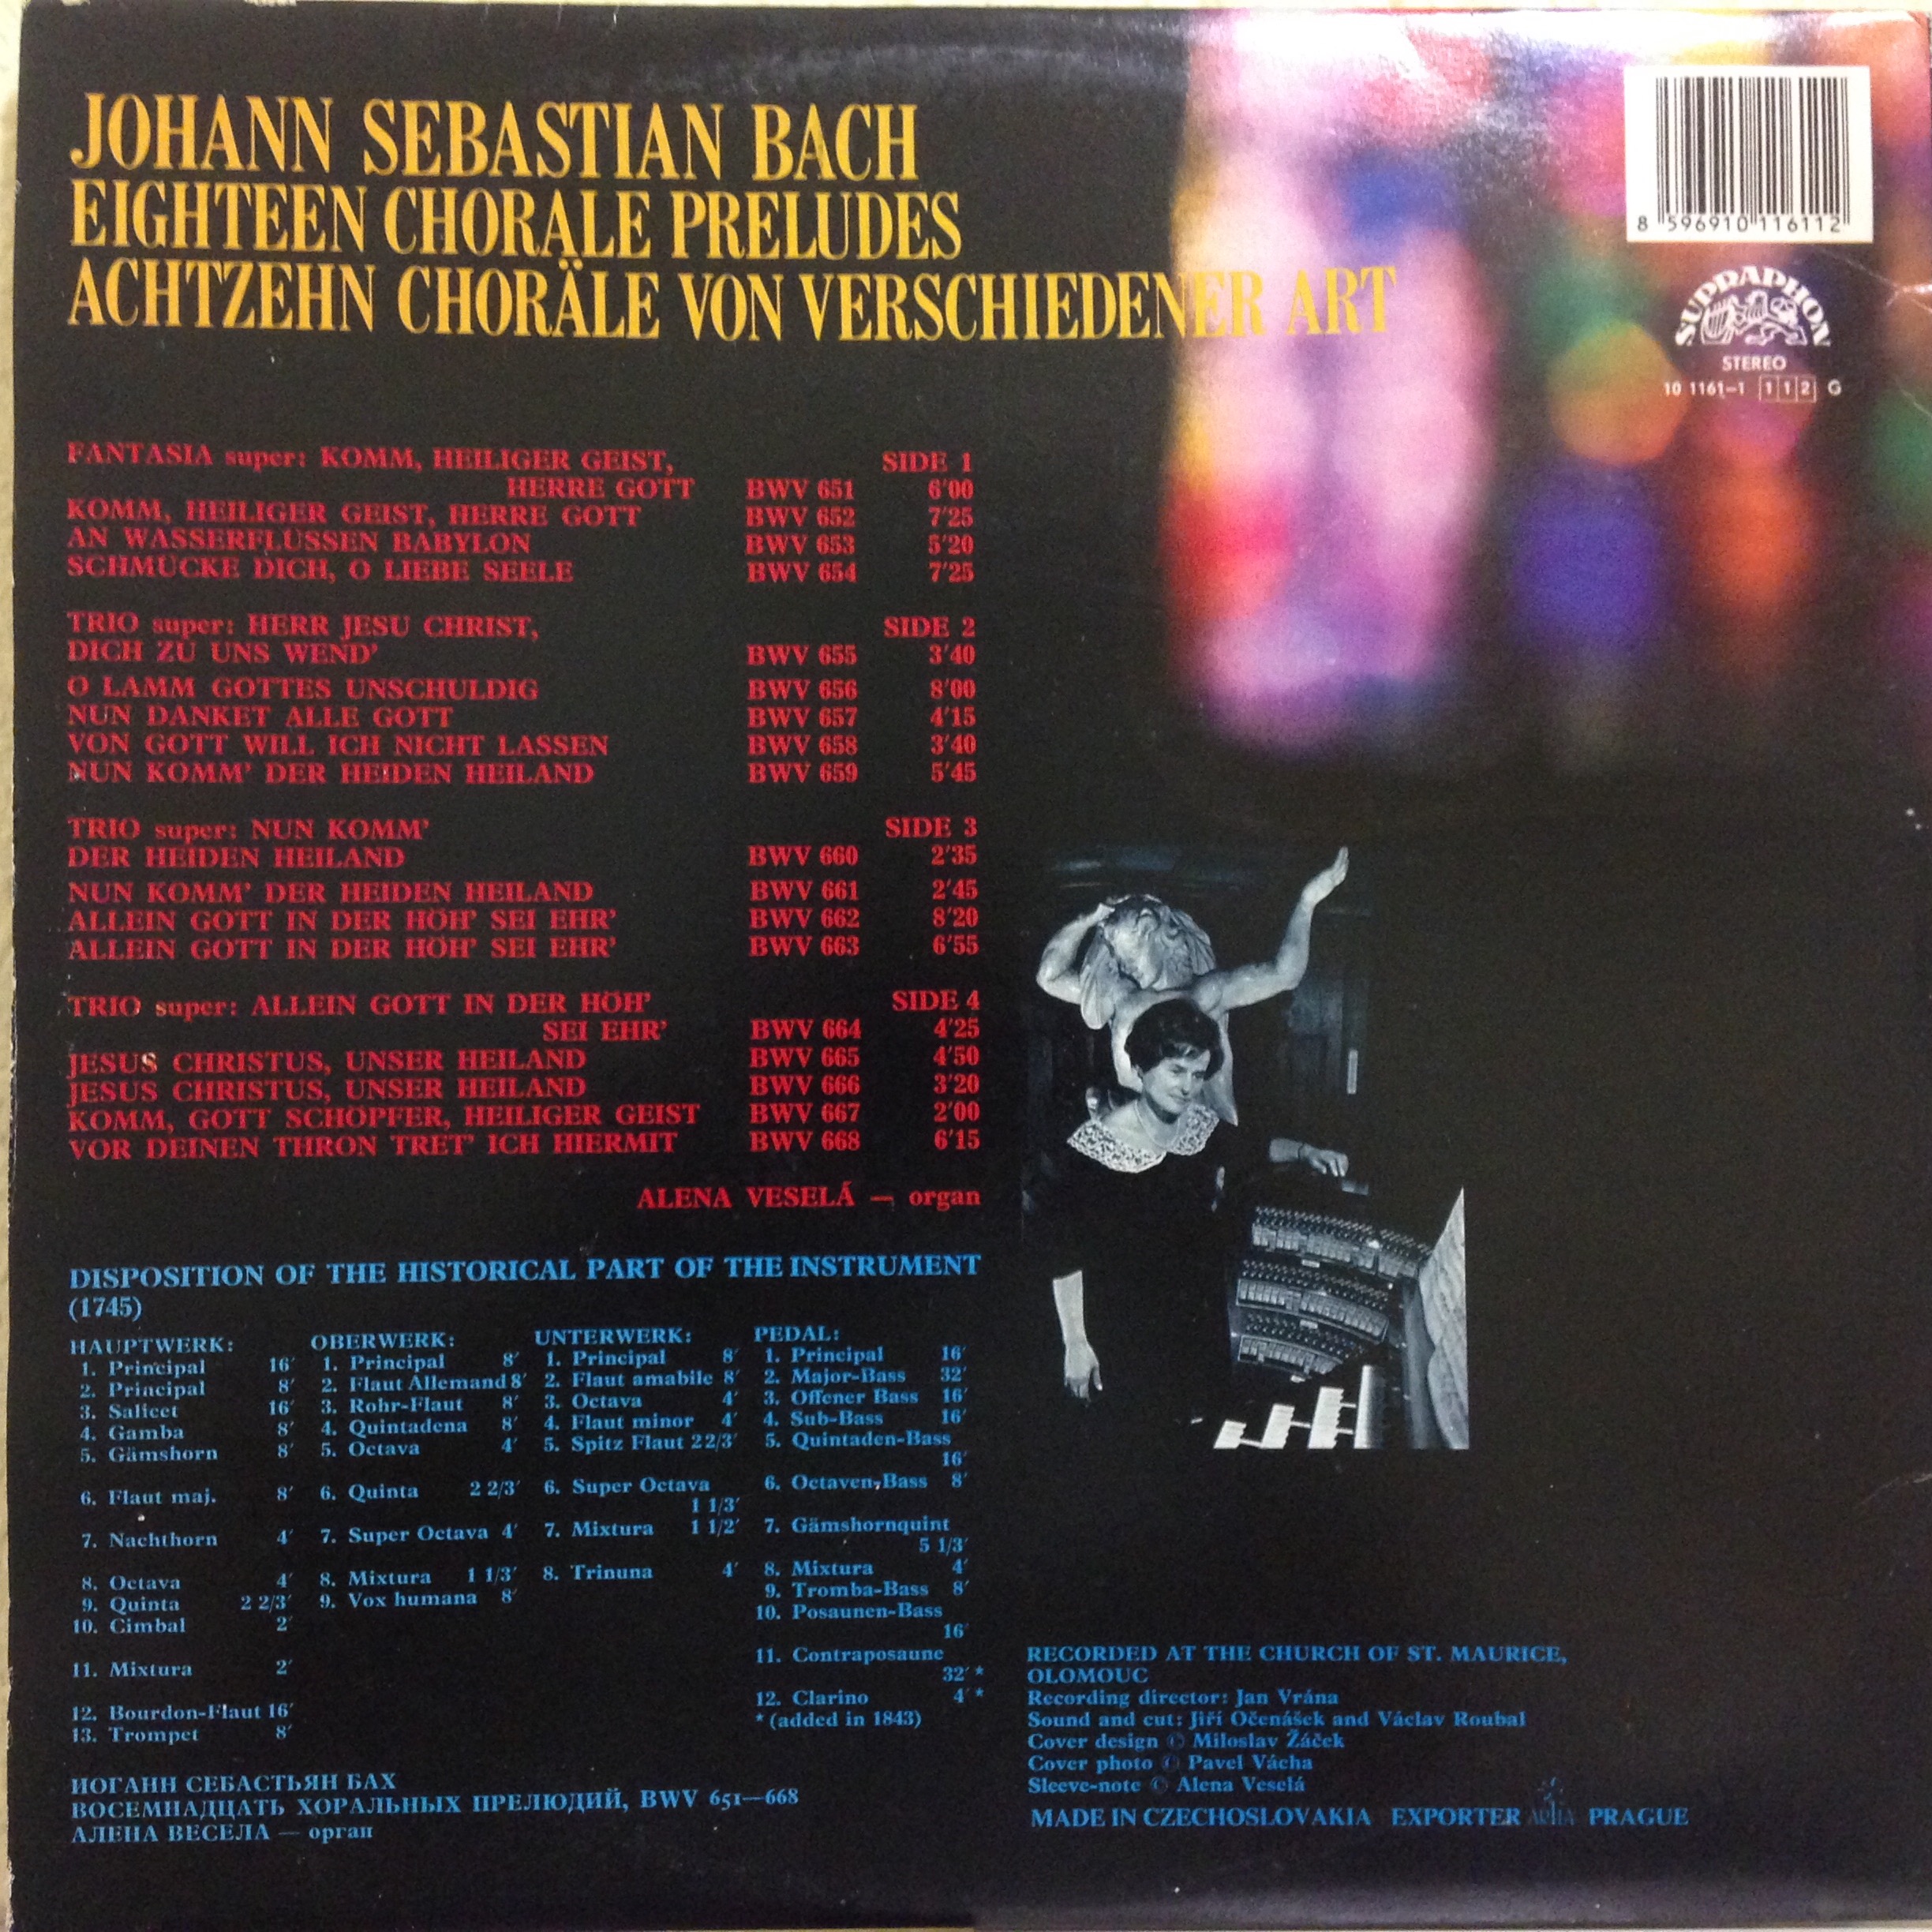 JOHANN SEBASTIAN BACH
EIGHTEEN CHORALE PRELUDES
ACHTZEHN CHORÄLE VON VERSCHIEDENER ART
8 596910 116112
SUPRAPHON
STEREO
10 1161-1 112 G
FANTASIA super: KOMM, HEILIGER GEIST, SIDE 1
HERRE GOTT BWV 651 6'00
KOMM, HEILIGER GEIST, HERRE GOTT BWV 652 7'25
AN WASSERFLÜSSEN BABYLON BWV 653 5'20
SCHMÜCKE DICH, O LIEBE SEELE BWV 654 7'25
TRIO super: HERR JESU CHRIST, SIDE 2
DICH ZU UNS WEND' BWV 655 3'40
O LAMM GOTTES UNSCHULDIG BWV 656 8'00
NUN DANKET ALLE GOTT BWV 657 4'15
VON GOTT WILL ICH NICHT LASSEN BWV 658 3'40
NUN KOMM' DER HEIDEN HEILAND BWV 659 5'45
TRIO super: NUN KOMM' SIDE 3
DER HEIDEN HEILAND BWV 660 2'35
NUN KOMM' DER HEIDEN HEILAND BWV 661 2'45
ALLEIN GOTT IN DER HÖH' SEI EHR' BWV 662 8'20
ALLEIN GOTT IN DER HÖH' SEI EHR' BWV 663 6'55
TRIO super: ALLEIN GOTT IN DER HÖH' SIDE 4
SEI EHR' BWV 664 4'25
JESUS CHRISTUS, UNSER HEILAND BWV 665 4'50
JESUS CHRISTUS, UNSER HEILAND BWV 666 3'20
KOMM, GOTT SCHÖPFER, HEILIGER GEIST BWV 667 2'00
VOR DEINEN THRON TRET' ICH HIERMIT BWV 668 6'15
ALENA VESELÁ — organ
DISPOSITION OF THE HISTORICAL PART OF THE INSTRUMENT
(1745)
HAUPTWERK:
1. Principal 16'
2. Principal 8'
3. Salicet 16'
4. Gamba 8'
5. Gämshorn 8'
6. Flaut maj. 8'
7. Nachthorn 4'
8. Octava 4'
9. Quinta 2 2/3'
10. Cimbal 2'
11. Mixtura 2'
12. Bourdon-Flaut 16'
13. Trompet 8'
OBERWERK:
1. Principal 8'
2. Flaut Allemand 8'
3. Rohr-Flaut 8'
4. Quintadena 8'
5. Octava 4'
6. Quinta 2 2/3'
7. Super Octava 4'
8. Mixtura 1 1/3'
9. Vox humana 8'
UNTERWERK:
1. Principal 8'
2. Flaut amabile 8'
3. Octava 4'
4. Flaut minor 4'
5. Spitz Flaut 2 2/3'
6. Super Octava
1 1/3'
7. Mixtura 1 1/2'
8. Trinuna 4'
PEDAL:
1. Principal 16'
2. Major-Bass 32'
3. Offener Bass 16'
4. Sub-Bass 16'
5. Quintaden-Bass
16'
6. Octaven-Bass 8'
7. Gämshornquint
5 1/3'
8. Mixtura 4'
9. Tromba-Bass 8'
10. Posaunen-Bass
16'
11. Contraposaune
32' *
12. Clarino 4' *
* (added in 1843)
ИОГАНН СЕБАСТЬЯН БАХ
ВОСЕМНАДЦАТЬ ХОРАЛЬНЫХ ПРЕЛЮДИЙ, BWV 651—668
АЛЕНА ВЕСЕЛА — орган
RECORDED AT THE CHURCH OF ST. MAURICE,
OLOMOUC
Recording director: Jan Vrána
Sound and cut: Jiří Očenášek and Václav Roubal
Cover design © Miloslav Žáček
Cover photo © Pavel Vácha
Sleeve-note © Alena Veselá
MADE IN CZECHOSLOVAKIA EXPORTER ARTIA PRAGUE